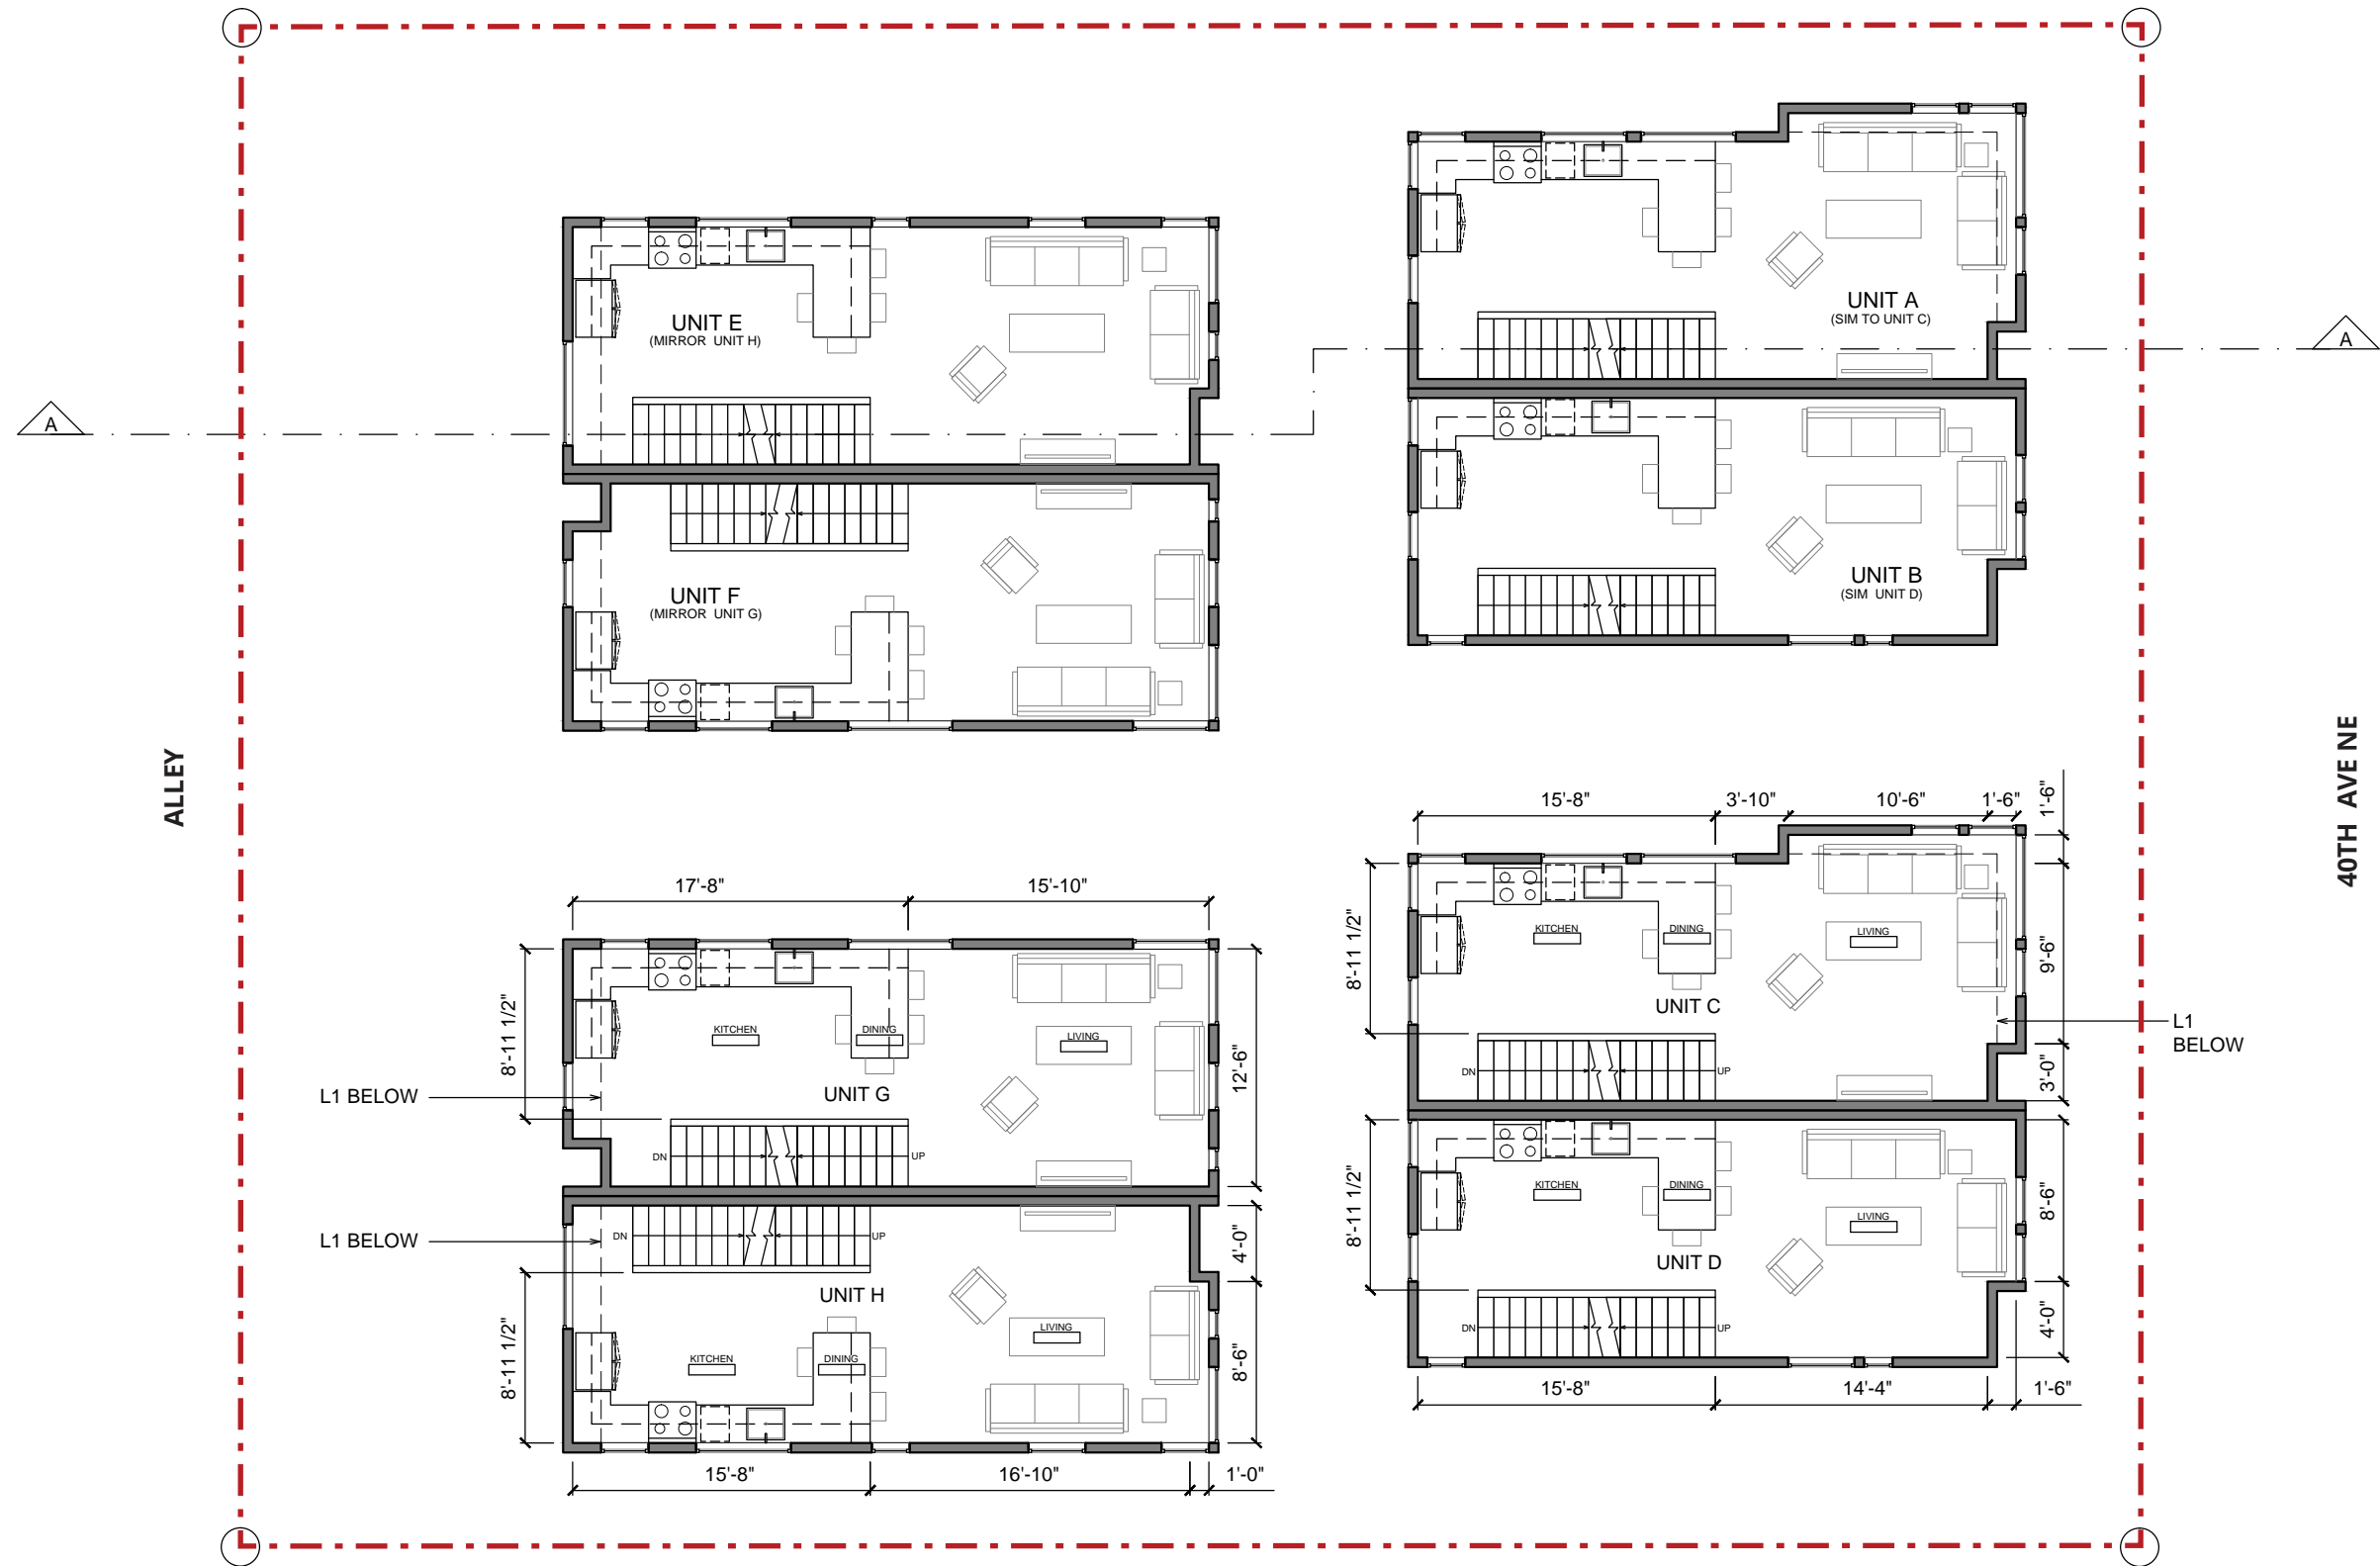 UNIT A
(SIM TO UNIT C)
A
UNIT E
(MIRROR  UNIT H)
A
UNIT B
(SIM  UNIT D)
UNIT F
(MIRROR  UNIT G)
ALLEY
40TH  AVE NE
15'-8"
3'-10"
10'-6"
1'-6"
1'-6"
17'-8"
15'-10"
8'-11 1/2"
KITCHEN
DINING
LIVING
9'-6"
UNIT C
L1
BELOW
8'-11 1/2"
KITCHEN
DINING
LIVING
12'-6"
DN
UP
3'-0"
L1 BELOW
UNIT G
DN
UP
8'-11 1/2"
KITCHEN
DINING
LIVING
8'-6"
L1 BELOW
DN
UP
4'-0"
UNIT D
UNIT H
DN
UP
4'-0"
8'-11 1/2"
KITCHEN
DINING
LIVING
8'-6"
15'-8"
14'-4"
1'-6"
15'-8"
16'-10"
1'-0"